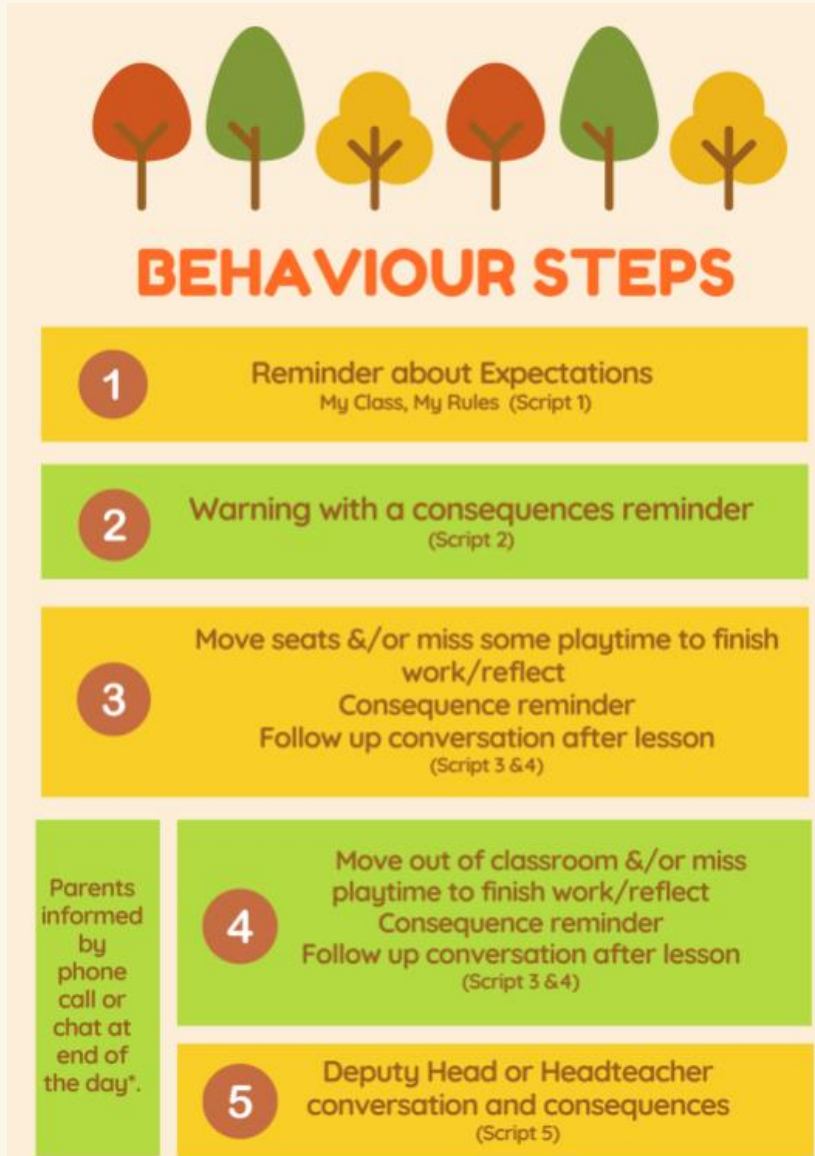 BEHAVIOUR STEPS
1
Reminder about Expectations
My Class, My Rules (Script 1)
2
Warning with a consequences reminder
(Script 2)
3
Move seats &/or miss some playtime to finish
work/reflect
Consequence reminder
Follow up conversation after lesson
(Script 3 &4)
Parents
informed
by
phone
call or
chat at
end of
the day*.
4
Move out of classroom &/or miss
playtime to finish work/reflect
Consequence reminder
Follow up conversation after lesson
(Script 3 &4)
5
Deputy Head or Headteacher
conversation and consequences
(Script 5)